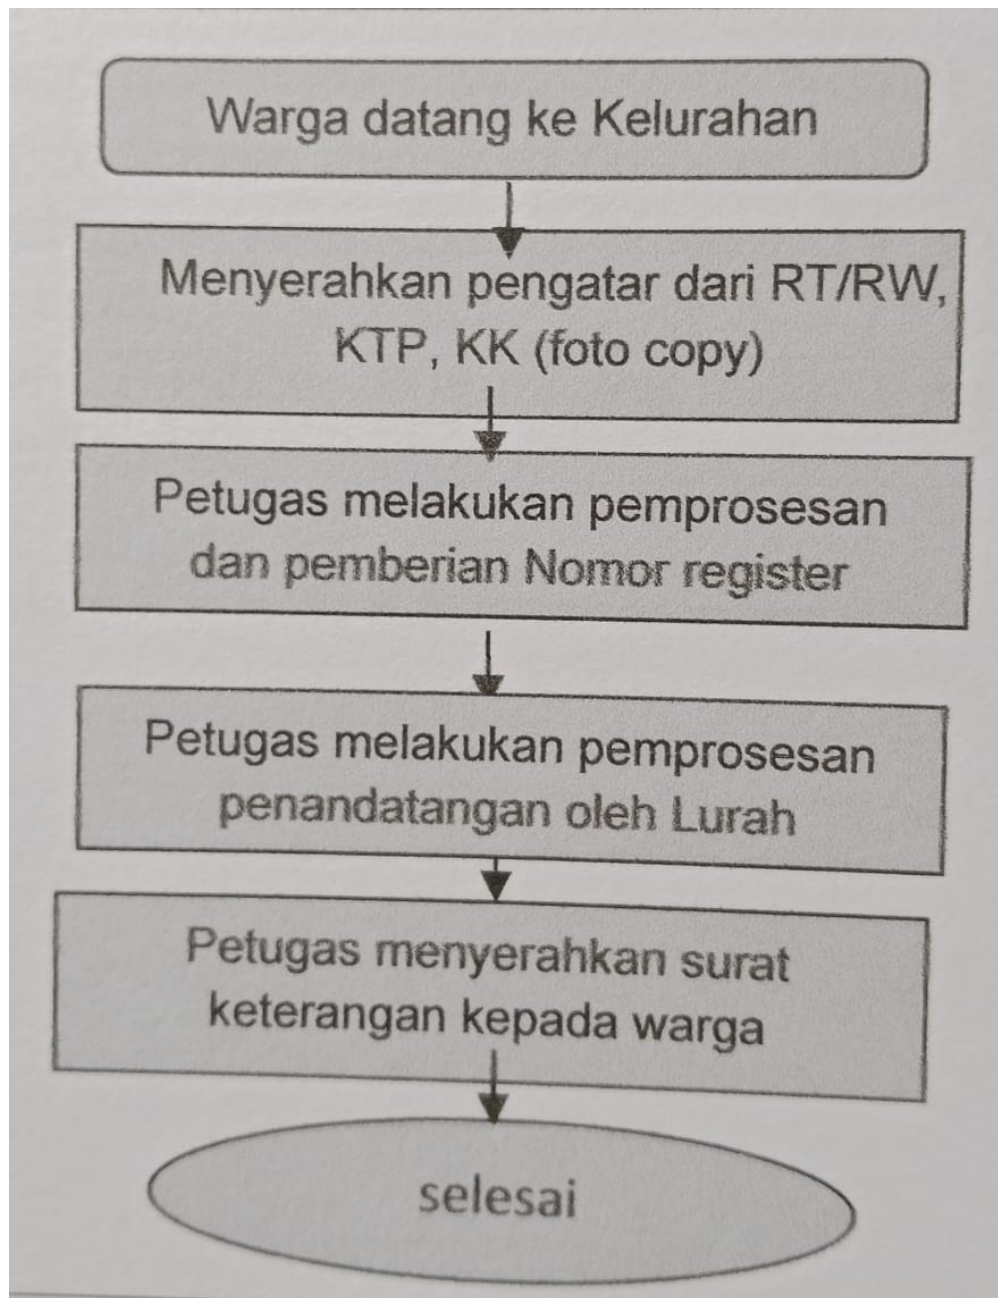 Warga datang ke Kelurahan
Menyerahkan pengatar dari RT/RW,
KTP, KK (foto copy)
Petugas melakukan pemprosesan
dan pemberian Nomor register
Petugas melakukan pemprosesan
penandatangan oleh Lurah
Petugas menyerahkan surat
keterangan kepada warga
selesai